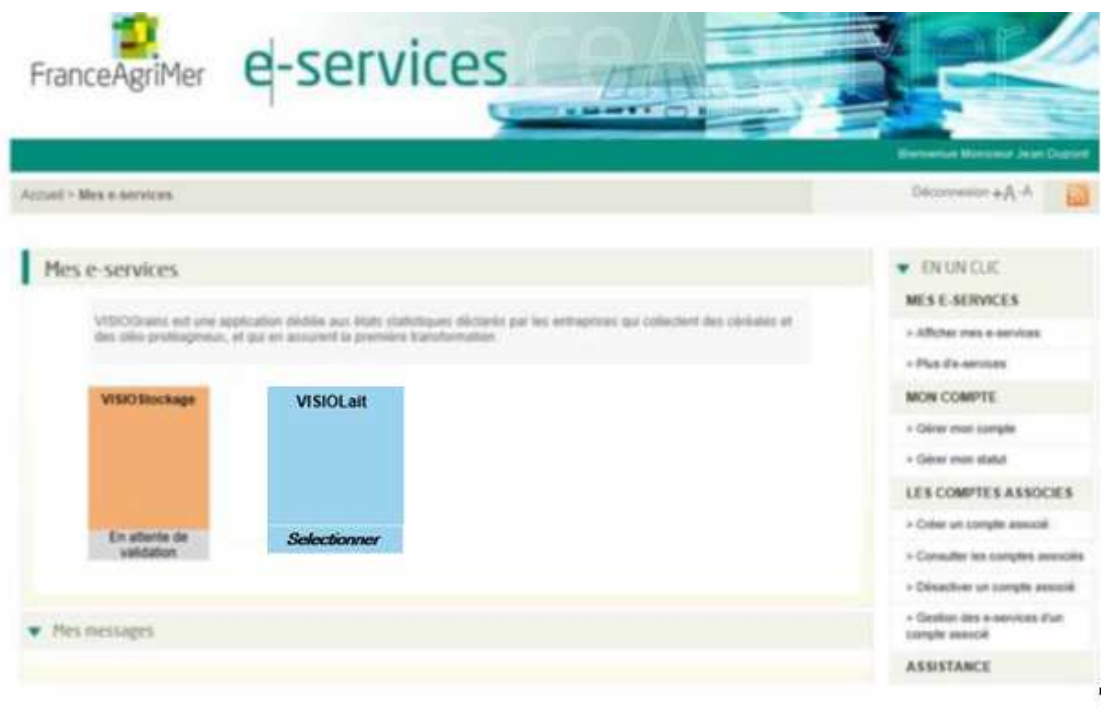 FranceAgriMer
e-services
Bienvenue Monsieur Jean Dupont
Accueil > Mes e-services
Déconnexion +A -A
Mes e-services
VISIOGrains est une application dédiée aux états statistiques déclarés par les entreprises qui collectent des céréales et
des oléo-protéagineux, et qui en assurent la première transformation.
VISIOStockage
En attente de
validation
VISIOLait
Selectionner
Mes messages
EN UN CLIC
MES E-SERVICES
> Afficher mes e-services
> Plus d'e-services
MON COMPTE
> Gérer mon compte
> Gérer mon statut
LES COMPTES ASSOCIES
> Créer un compte associé
> Consulter les comptes associés
> Désactiver un compte associé
> Gestion des e-services d'un
compte associé
ASSISTANCE